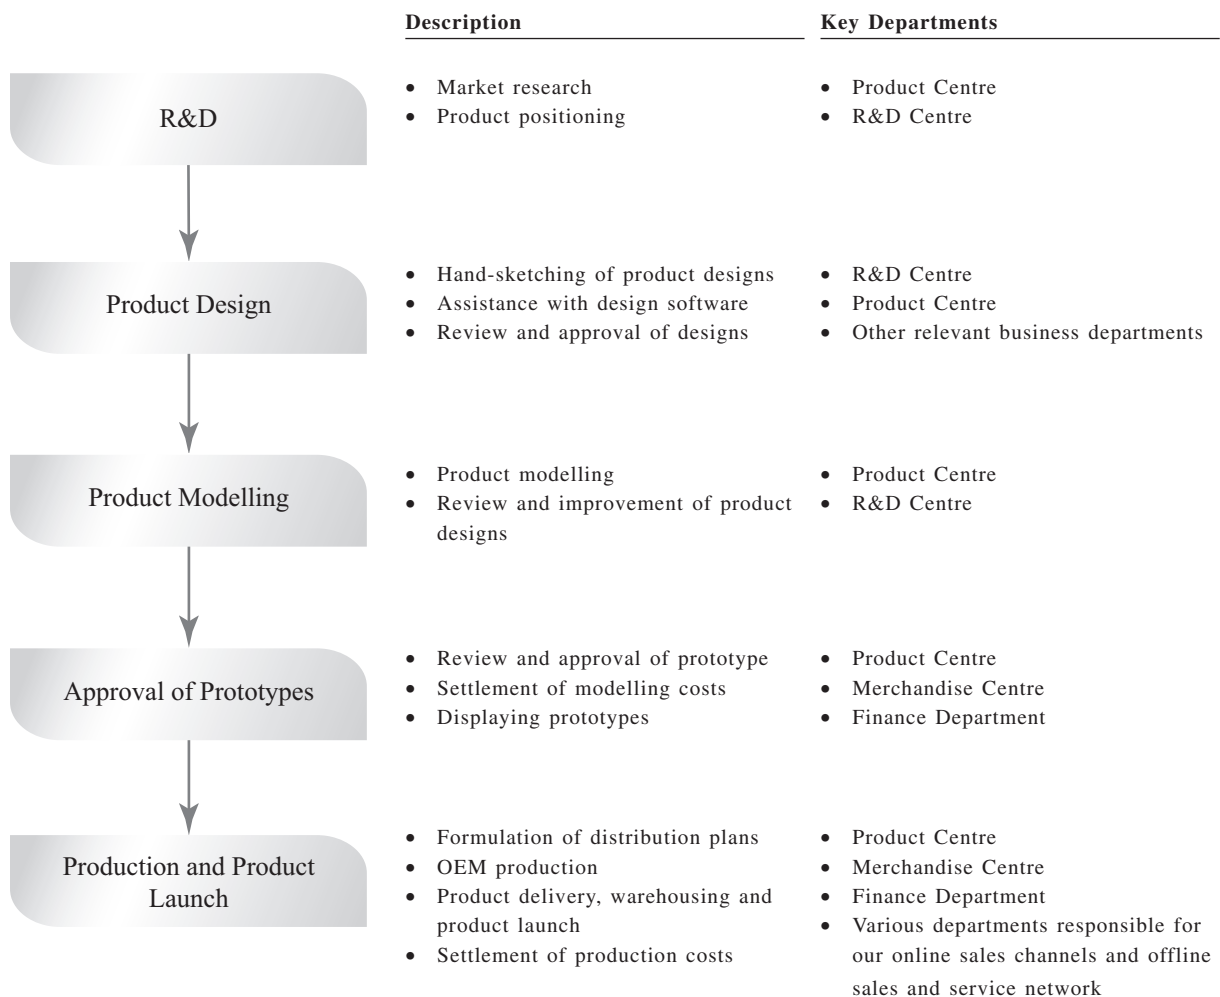 Description
Key Departments
R&D
• Market research
• Product positioning
• Product Centre
• R&D Centre
Product Design
• Hand-sketching of product designs
• Assistance with design software
• Review and approval of designs
• R&D Centre
• Product Centre
• Other relevant business departments
Product Modelling
• Product modelling
• Review and improvement of product
designs
• Product Centre
• R&D Centre
Approval of Prototypes
• Review and approval of prototype
• Settlement of modelling costs
• Displaying prototypes
• Product Centre
• Merchandise Centre
• Finance Department
Production and Product
Launch
• Formulation of distribution plans
• OEM production
• Product delivery, warehousing and
product launch
• Settlement of production costs
• Product Centre
• Merchandise Centre
• Finance Department
• Various departments responsible for
our online sales channels and offline
sales and service network